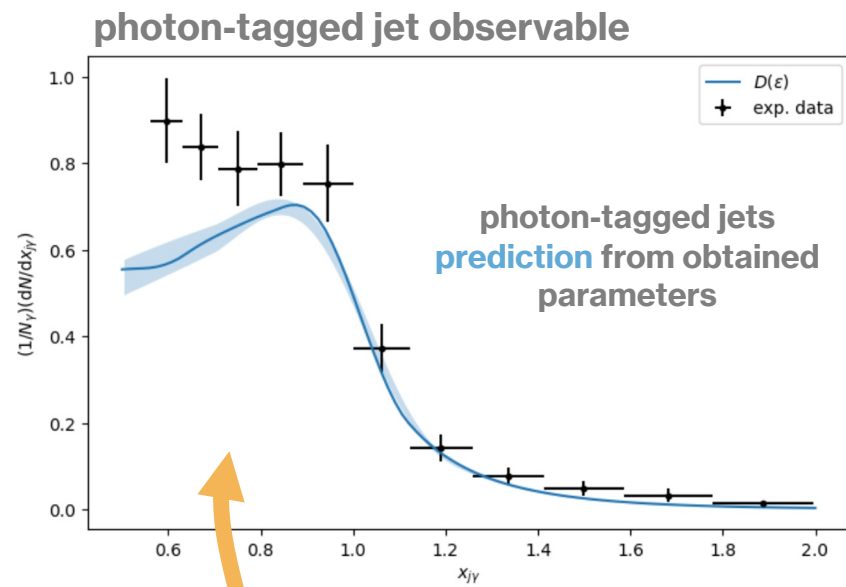 photon-tagged jet observable
D(ε)
exp. data
photon-tagged jets
prediction from obtained
parameters
(1/Nγ)(dN/dxjγ)
1.0
0.8
0.6
0.4
0.2
0.0
0.6 0.8 1.0 1.2 1.4 1.6 1.8 2.0
xjγ